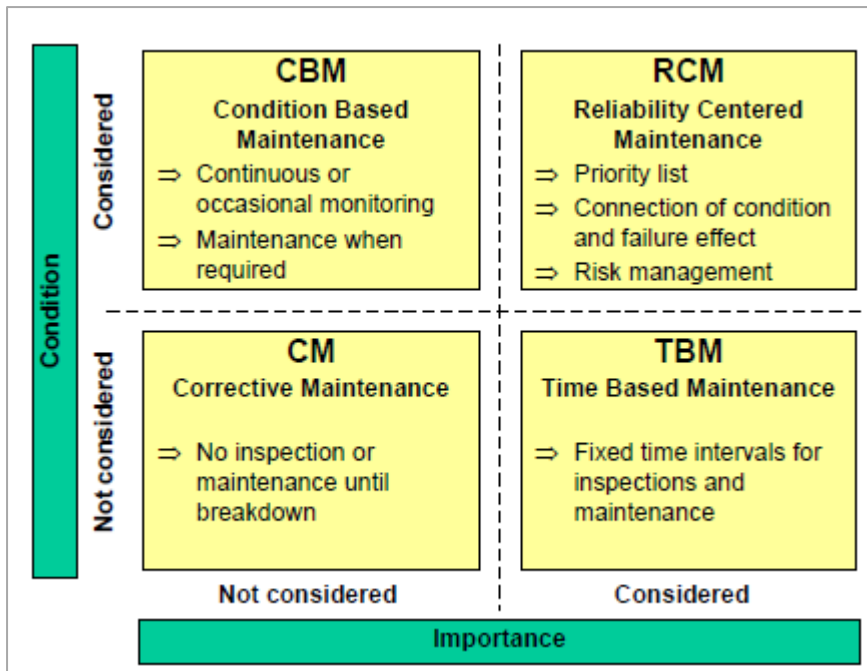 Condition
Considered
Not considered
CBM
Condition Based
Maintenance
⇒ Continuous or
occasional monitoring
⇒ Maintenance when
required
RCM
Reliability Centered
Maintenance
⇒ Priority list
⇒ Connection of condition
and failure effect
⇒ Risk management
CM
Corrective Maintenance
⇒ No inspection or
maintenance until
breakdown
TBM
Time Based Maintenance
⇒ Fixed time intervals for
inspections and
maintenance
Not considered
Considered
Importance